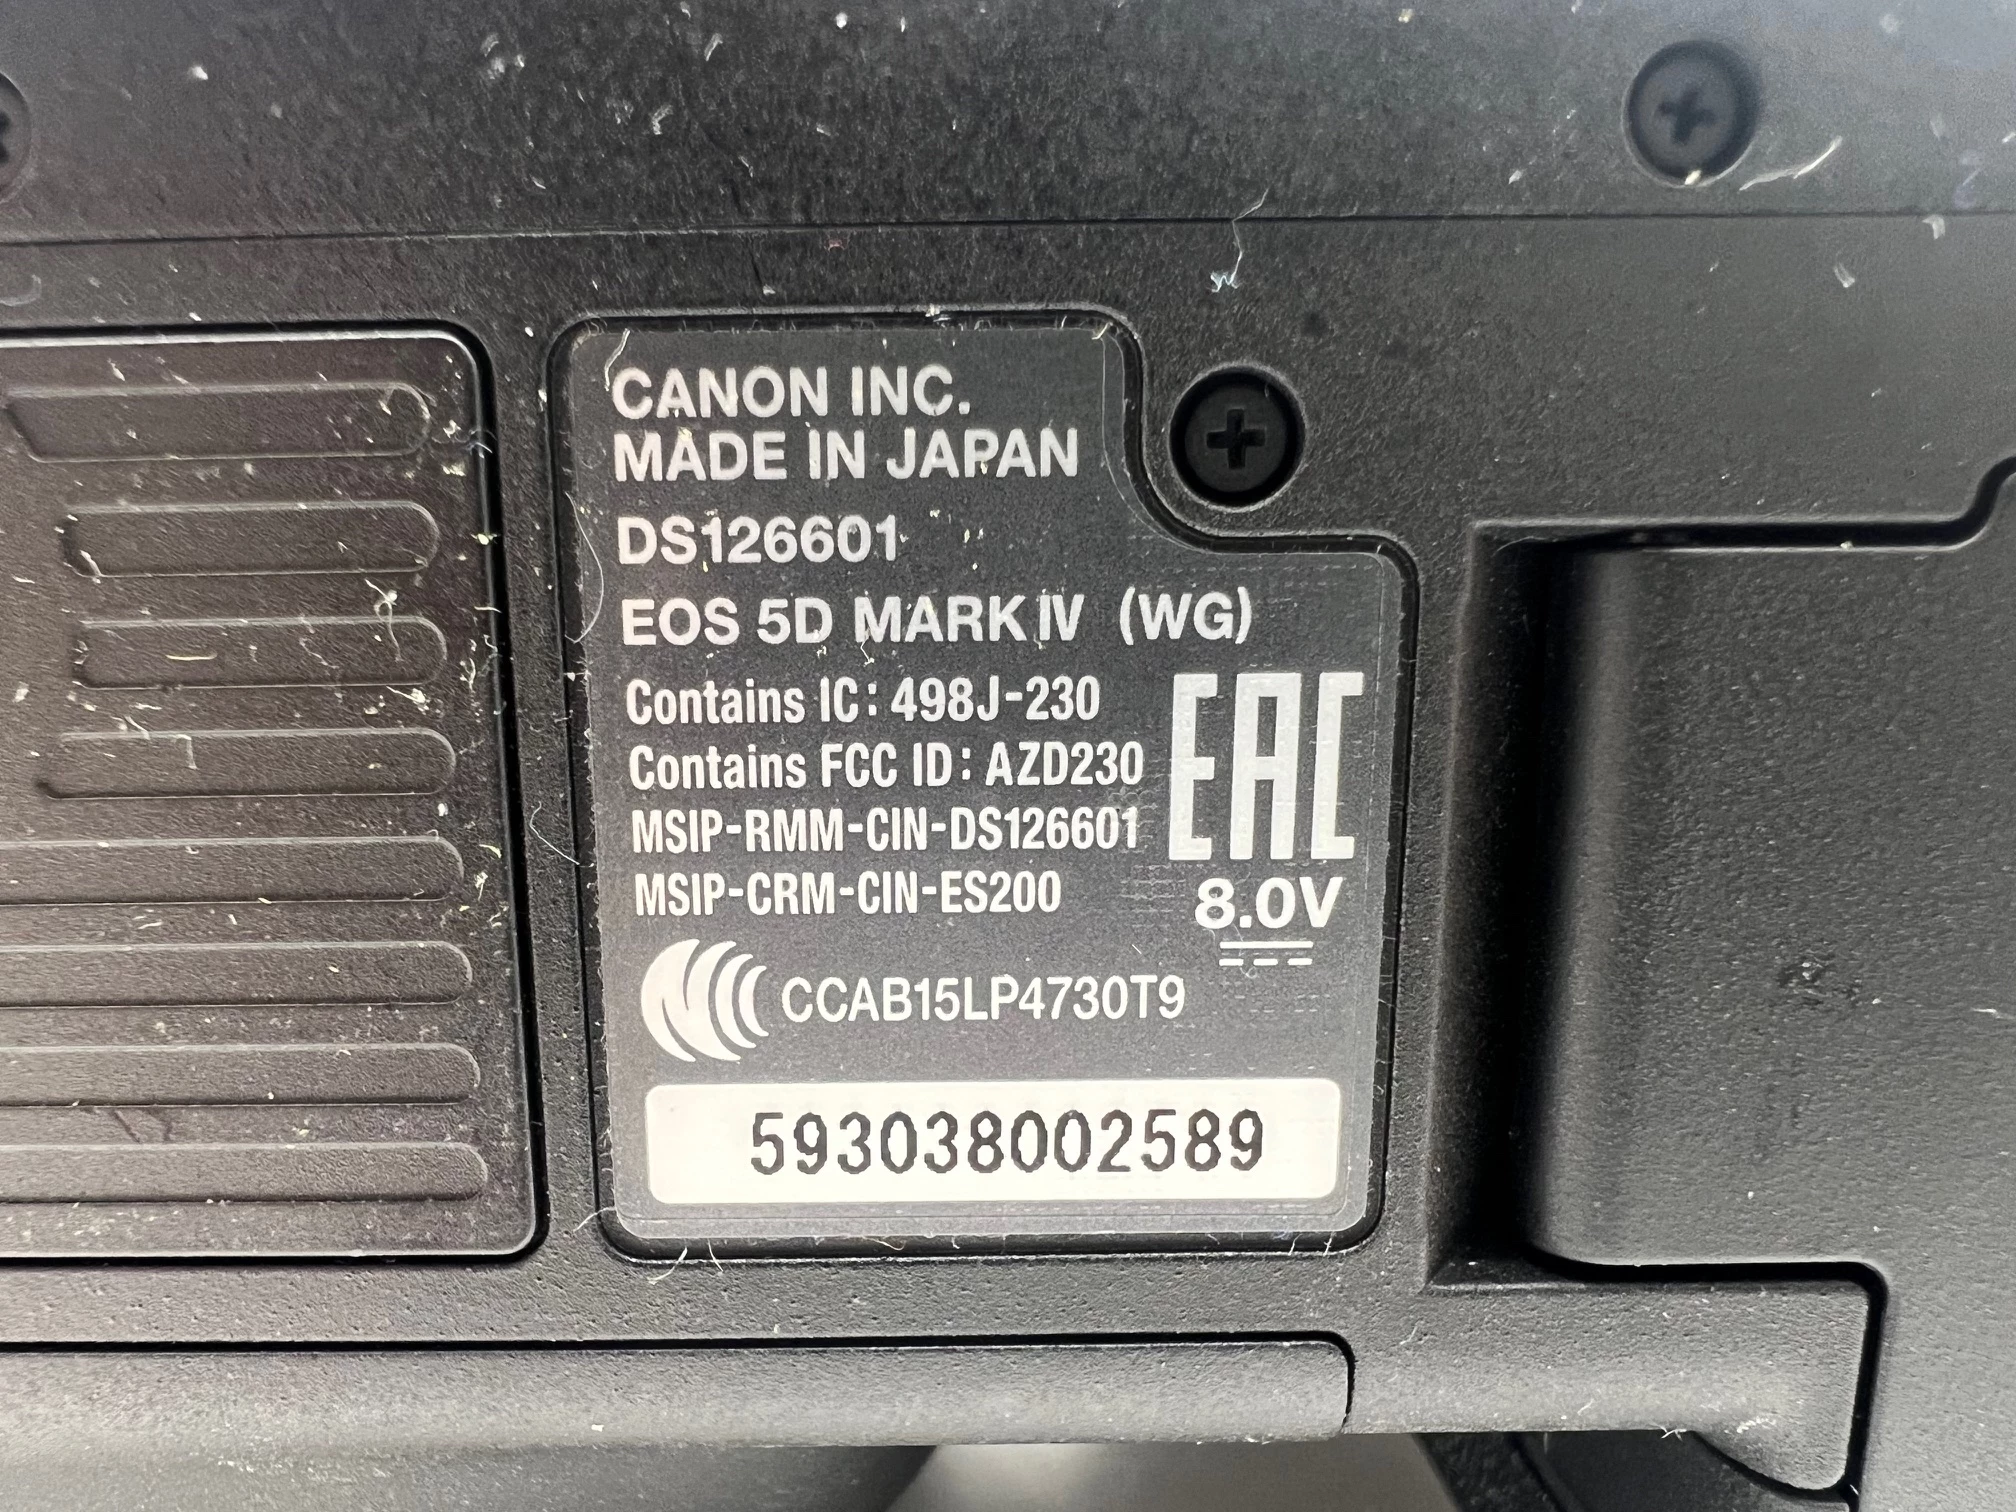 CANON INC.
MADE IN JAPAN
DS126601
EOS 5D MARK IV (WG)
Contains IC: 498J-230
Contains FCC ID: AZD230
MSIP-RMM-CIN-DS126601
MSIP-CRM-CIN-ES200
EAC
8.0V
CCAB15LP4730T9
593038002589